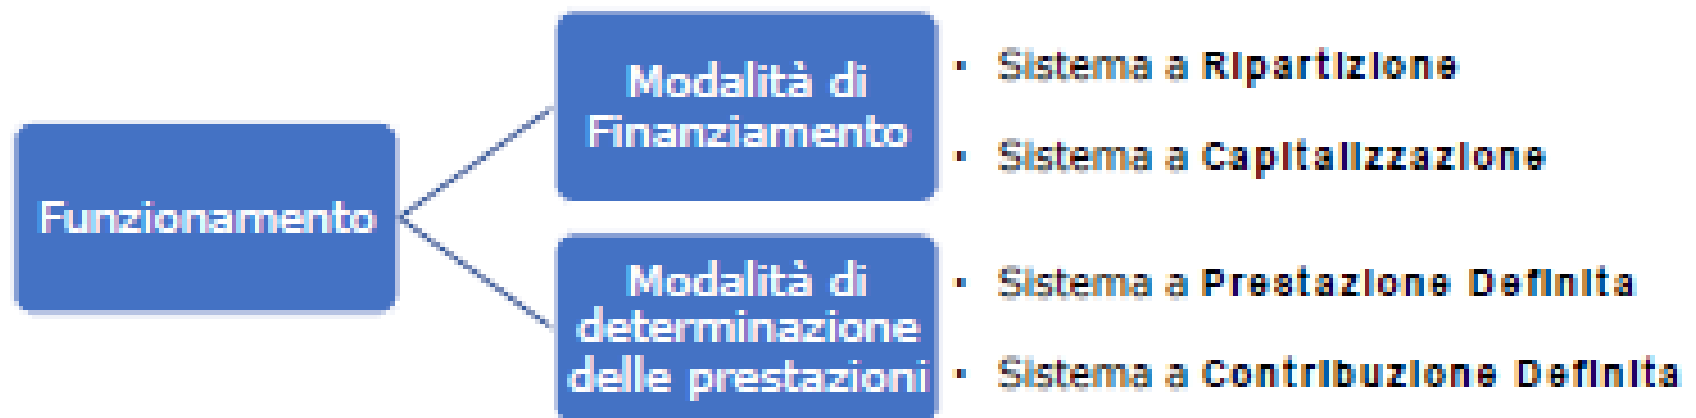 Funzionamento
Modalità di
Finanziamento
• Sistema a Ripartizione
• Sistema a Capitalizzazione
Modalità di
determinazione
delle prestazioni
• Sistema a Prestazione Definita
• Sistema a Contribuzione Definita